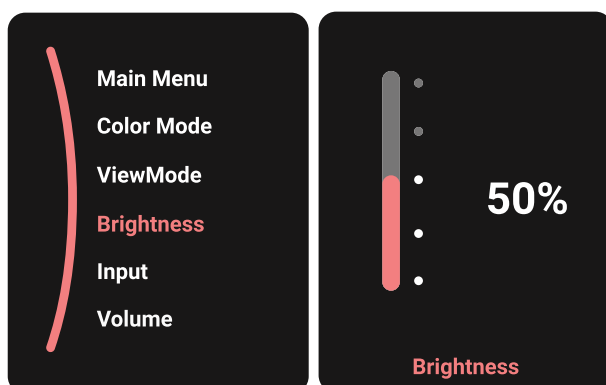 Main Menu
Color Mode
ViewMode
Brightness
Input
Volume
50%
Brightness